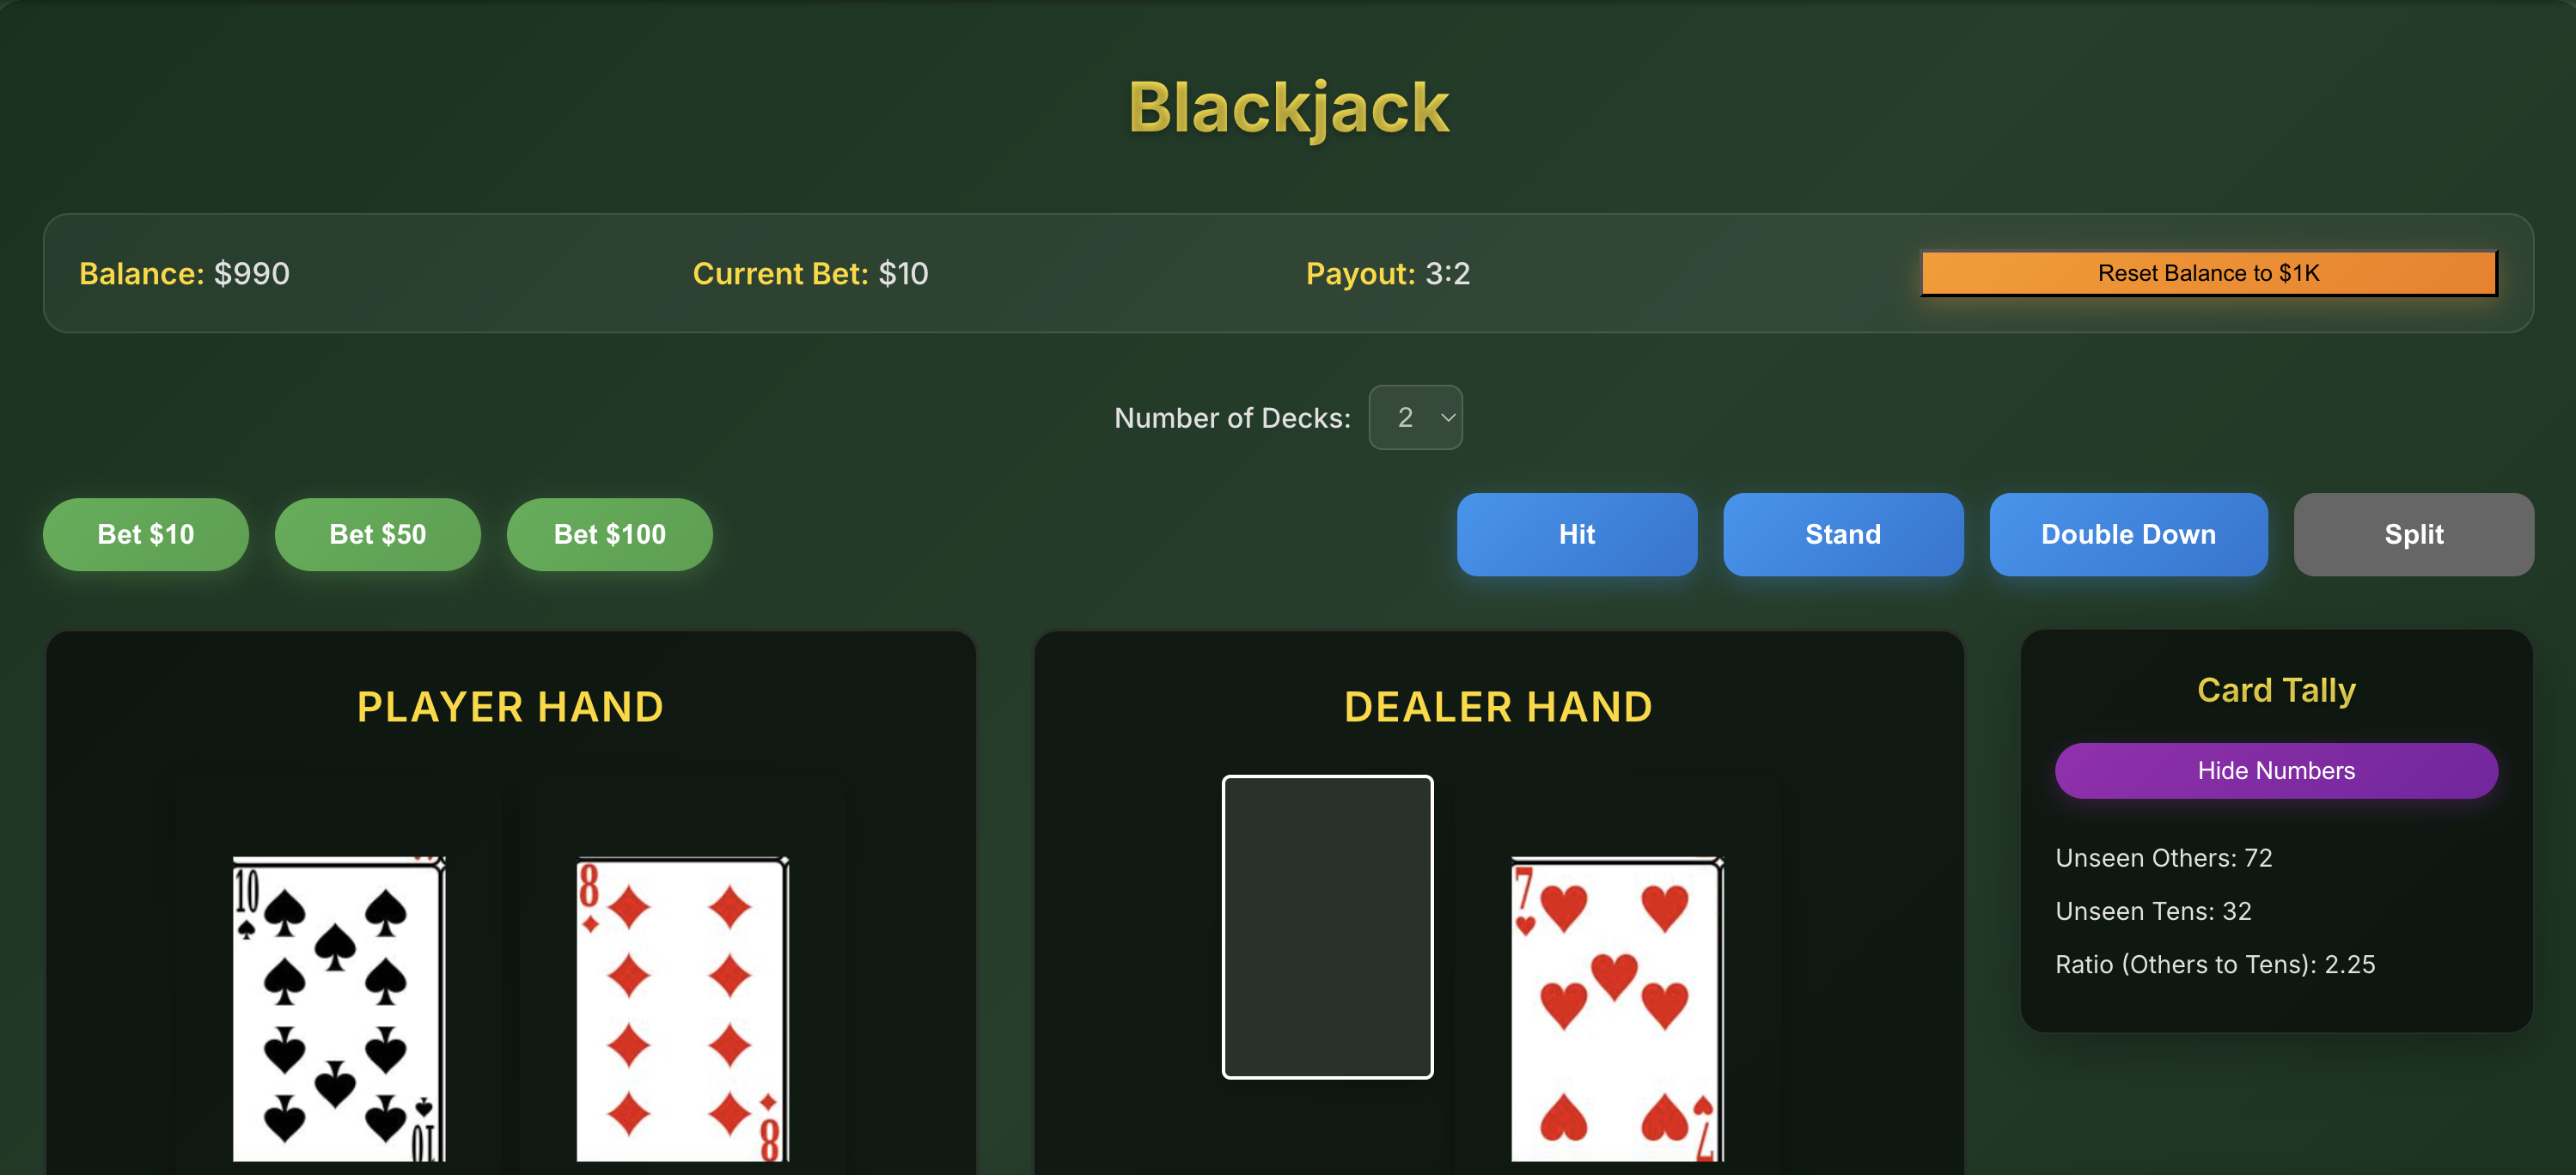 Blackjack
Balance: $990
Current Bet: $10
Payout: 3:2
Reset Balance to $1K
Number of Decks: 2
Bet $10
Bet $50
Bet $100
Hit
Stand
Double Down
Split
PLAYER HAND
10
10
8
8
DEALER HAND
7
7
Card Tally
Hide Numbers
Unseen Others: 72
Unseen Tens: 32
Ratio (Others to Tens): 2.25